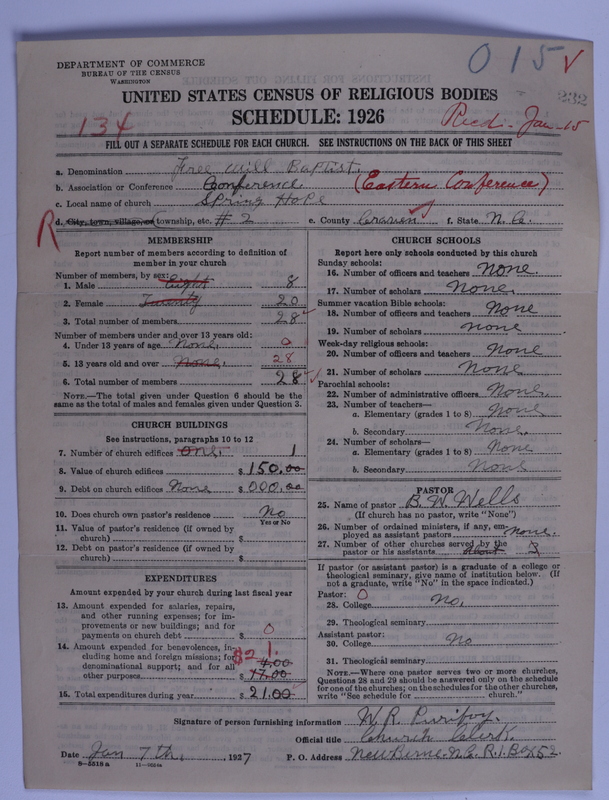 DEPARTMENT OF COMMERCE
BUREAU OF THE CENSUS
WASHINGTON
015 ✓
232
UNITED STATES CENSUS OF RELIGIOUS BODIES
SCHEDULE: 1926
134
Recd. Jan 15
FILL OUT A SEPARATE SCHEDULE FOR EACH CHURCH. SEE INSTRUCTIONS ON THE BACK OF THIS SHEET
a. Denomination Free Will Baptist.
b. Association or Conference Conference (Eastern Conference)
c. Local name of church Spring Hope
R d. City, town, village, or township, etc. #2 e. County Craven f. State N. C.
MEMBERSHIP
Report number of members according to definition of
member in your church
Number of members, by sex:
1. Male Eight 8
2. Female Twenty 20
3. Total number of members 28
Number of members under and over 13 years old:
4. Under 13 years of age None. 0
5. 13 years old and over None. 28
6. Total number of members 28
NOTE.—The total given under Question 6 should be
same as the total of males and females given under Question 3.
CHURCH BUILDINGS
See instructions, paragraphs 10 to 12
7. Number of church edifices one. 1
8. Value of church edifices $ 150.00
9. Debt on church edifices None $ 000.00
10. Does church own pastor's residence No
Yes or No
11. Value of pastor's residence (if owned by
church) $
12. Debt on pastor's residence (if owned by
church) $
EXPENDITURES
Amount expended by your church during last fiscal year
13. Amount expended for salaries, repairs,
and other running expenses; for im-
provements or new buildings; and for
payments on church debt $ 0
14. Amount expended for benevolences, in-
cluding home and foreign missions; for
denominational support; and for all
other purposes $ 21. 4.00 17.00
15. Total expenditures during year $ 21.00
CHURCH SCHOOLS
Report here only schools conducted by this church
Sunday schools:
16. Number of officers and teachers None.
17. Number of scholars None.
Summer vacation Bible schools:
18. Number of officers and teachers None
19. Number of scholars none
Week-day religious schools:
20. Number of officers and teachers None
21. Number of scholars None
Parochial schools:
22. Number of administrative officers None.
23. Number of teachers—
a. Elementary (grades 1 to 8) None
b. Secondary None.
24. Number of scholars—
a. Elementary (grades 1 to 8) None
b. Secondary None
PASTOR
25. Name of pastor B. W. Wells
(If church has no pastor, write "None")
26. Number of ordained ministers, if any, em-
ployed as assistant pastors none.
27. Number of other churches served by the
pastor or his assistants about 3
If pastor (or assistant pastor) is a graduate of a college or
theological seminary, give name of institution below. (If
not a graduate, write "No" in the space indicated.)
Pastor: 0
28. College No.
29. Theological seminary
Assistant pastor:
30. College No
31. Theological seminary
NOTE.—Where one pastor serves two or more churches,
Questions 28 and 29 should be answered only on the schedule
for one of the churches; on the schedules for the other churches,
write "See schedule for church."
Signature of person furnishing information W. R. Purifoy.
Official title Church Clerk.
Date Jan 7th, 1927 P. O. Address New Berne. N.C. R.1. Box 52.
8—5518a